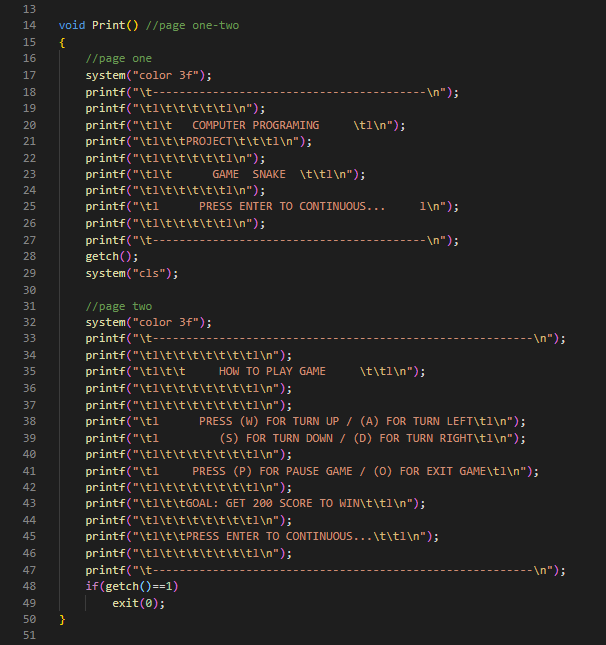 13
14 void Print() //page one-two
15 {
16     //page one
17     system("color 3f");
18     printf("\t-----------------------------------------\n");
19     printf("\tl\t\t\t\t\tl\n");
20     printf("\tl\t   COMPUTER PROGRAMING     \tl\n");
21     printf("\tl\t\tPROJECT\t\t\tl\n");
22     printf("\tl\t\t\t\t\tl\n");
23     printf("\tl\t      GAME  SNAKE  \t\tl\n");
24     printf("\tl\t\t\t\t\tl\n");
25     printf("\tl      PRESS ENTER TO CONTINUOUS...     l\n");
26     printf("\tl\t\t\t\t\tl\n");
27     printf("\t-----------------------------------------\n");
28     getch();
29     system("cls");
30
31     //page two
32     system("color 3f");
33     printf("\t---------------------------------------------------------\n");
34     printf("\tl\t\t\t\t\t\t\tl\n");
35     printf("\tl\t\t     HOW TO PLAY GAME     \t\tl\n");
36     printf("\tl\t\t\t\t\t\t\tl\n");
37     printf("\tl\t\t\t\t\t\t\tl\n");
38     printf("\tl      PRESS (W) FOR TURN UP / (A) FOR TURN LEFT\tl\n");
39     printf("\tl         (S) FOR TURN DOWN / (D) FOR TURN RIGHT\tl\n");
40     printf("\tl\t\t\t\t\t\t\tl\n");
41     printf("\tl     PRESS (P) FOR PAUSE GAME / (O) FOR EXIT GAME\tl\n");
42     printf("\tl\t\t\t\t\t\t\tl\n");
43     printf("\tl\t\tGOAL: GET 200 SCORE TO WIN\t\tl\n");
44     printf("\tl\t\t\t\t\t\t\tl\n");
45     printf("\tl\t\tPRESS ENTER TO CONTINUOUS...\t\tl\n");
46     printf("\tl\t\t\t\t\t\t\tl\n");
47     printf("\t---------------------------------------------------------\n");
48     if(getch()==1)
49         exit(0);
50 }
51